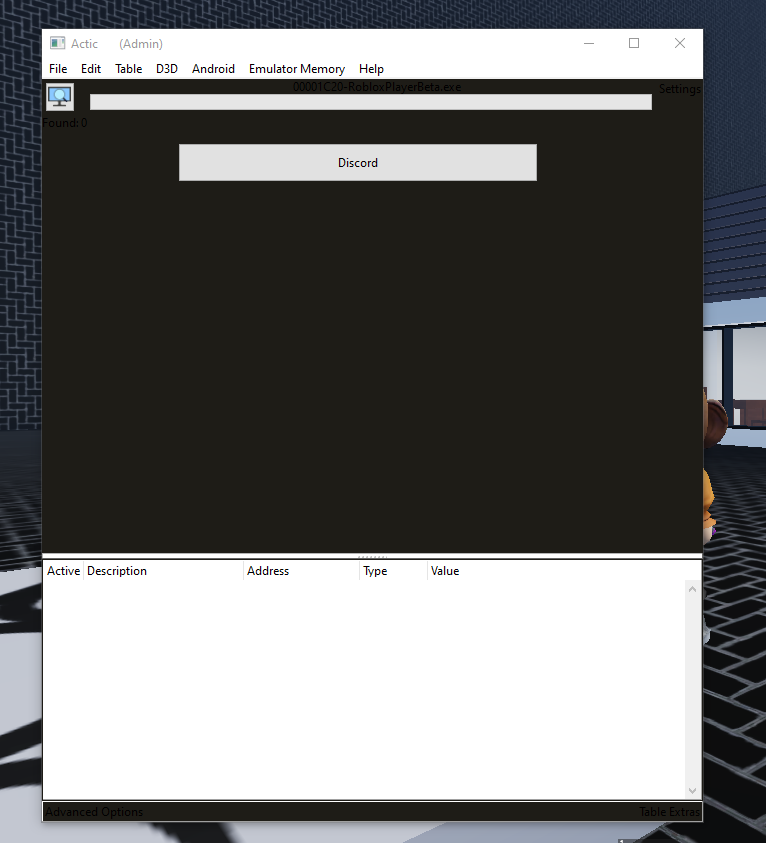 Actic (Admin)
File Edit Table D3D Android Emulator Memory Help
00001C20-RobloxPlayerBeta.exe
Settings
Found: 0
Discord
Active Description Address Type Value
Advanced Options Table Extras